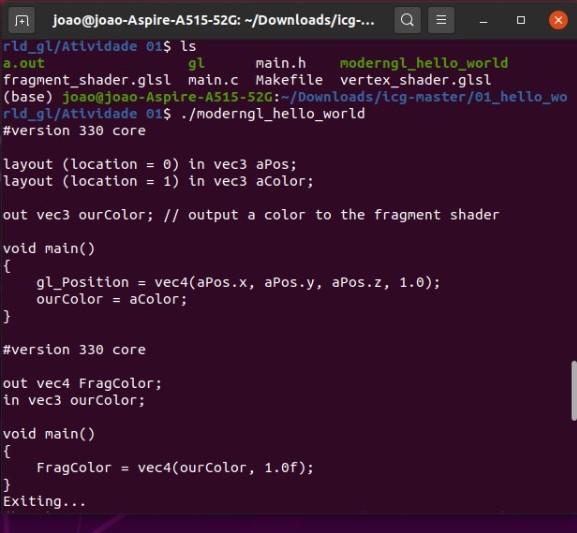 joao@joao-Aspire-A515-52G: ~/Downloads/icg-...
rld_gl/Atividade 01$ ls
a.out                  gl      main.h    moderngl_hello_world
fragment_shader.glsl  main.c  Makefile  vertex_shader.glsl
(base) joao@joao-Aspire-A515-52G:~/Downloads/icg-master/01_hello_wo
rld_gl/Atividade 01$ ./moderngl_hello_world
#version 330 core

layout (location = 0) in vec3 aPos;
layout (location = 1) in vec3 aColor;

out vec3 ourColor; // output a color to the fragment shader

void main()
{
    gl_Position = vec4(aPos.x, aPos.y, aPos.z, 1.0);
    ourColor = aColor;
}

#version 330 core

out vec4 FragColor;
in vec3 ourColor;

void main()
{
    FragColor = vec4(ourColor, 1.0f);
}
Exiting...